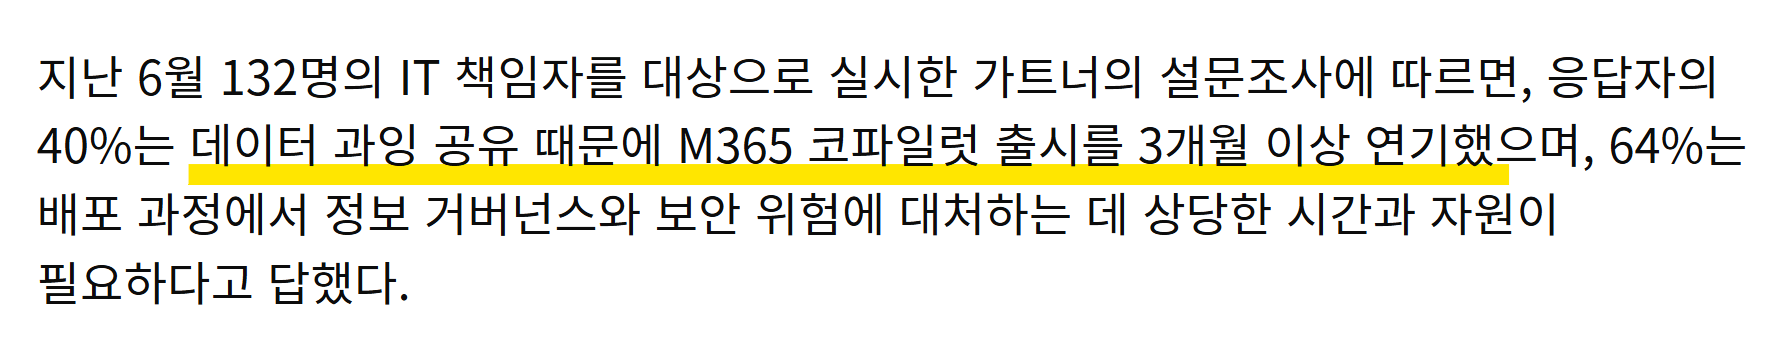 지난 6월 132명의 IT 책임자를 대상으로 실시한 가트너의 설문조사에 따르면, 응답자의
40%는 데이터 과잉 공유 때문에 M365 코파일럿 출시를 3개월 이상 연기했으며, 64%는
배포 과정에서 정보 거버넌스와 보안 위험에 대처하는 데 상당한 시간과 자원이
필요하다고 답했다.